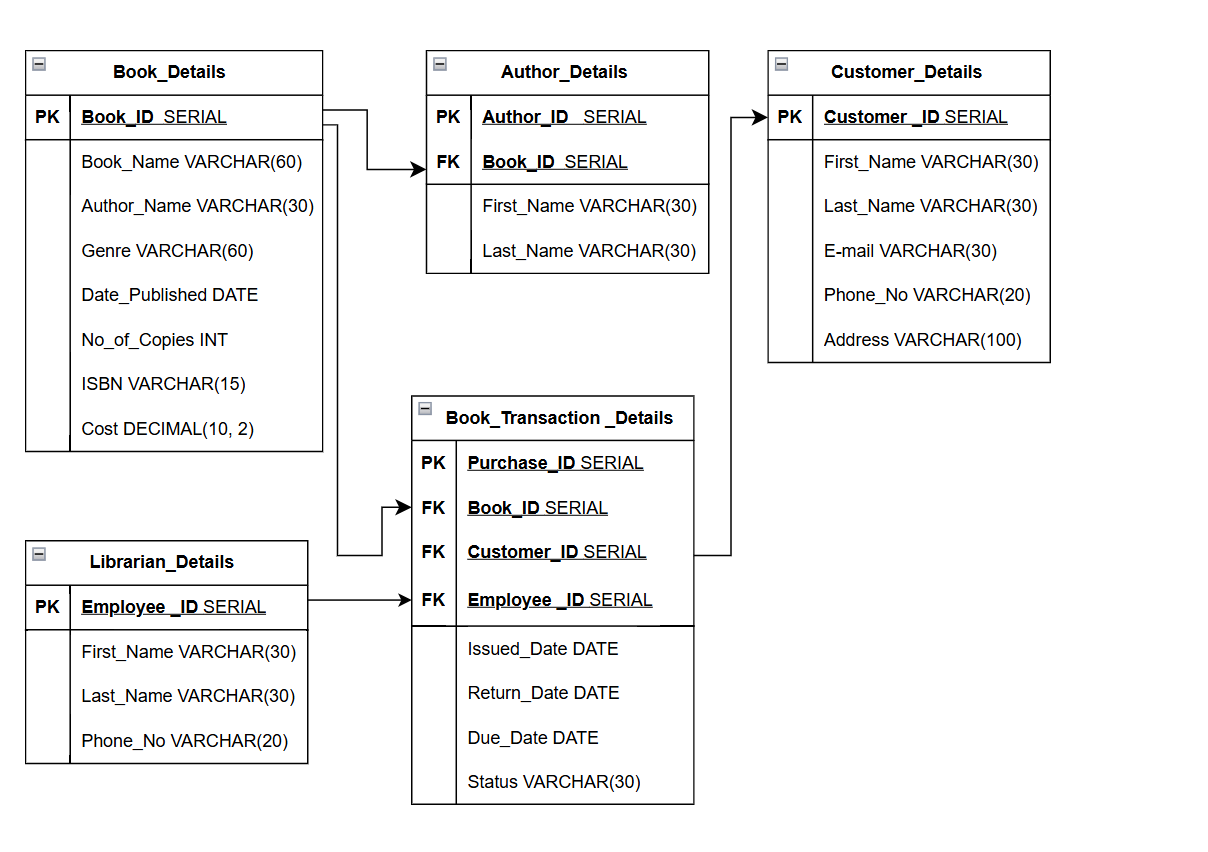 Book_Details
PK Book_ID SERIAL
Book_Name VARCHAR(60)
Author_Name VARCHAR(30)
Genre VARCHAR(60)
Date_Published DATE
No_of_Copies INT
ISBN VARCHAR(15)
Cost DECIMAL(10, 2)
Author_Details
PK Author_ID SERIAL
FK Book_ID SERIAL
First_Name VARCHAR(30)
Last_Name VARCHAR(30)
Customer_Details
PK Customer _ID SERIAL
First_Name VARCHAR(30)
Last_Name VARCHAR(30)
E-mail VARCHAR(30)
Phone_No VARCHAR(20)
Address VARCHAR(100)
Book_Transaction _Details
PK Purchase_ID SERIAL
FK Book_ID SERIAL
FK Customer_ID SERIAL
FK Employee _ID SERIAL
Issued_Date DATE
Return_Date DATE
Due_Date DATE
Status VARCHAR(30)
Librarian_Details
PK Employee _ID SERIAL
First_Name VARCHAR(30)
Last_Name VARCHAR(30)
Phone_No VARCHAR(20)